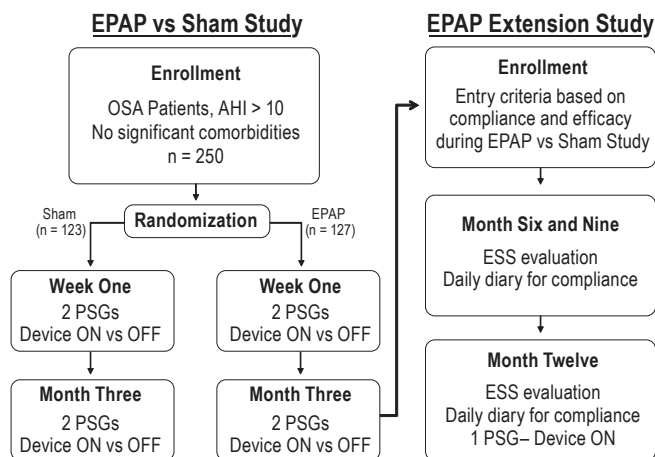 EPAP vs Sham Study
Enrollment
OSA Patients, AHI > 10
No significant comorbidities
n = 250
Randomization
Sham
(n = 123)
EPAP
(n = 127)
Week One
2 PSGs
Device ON vs OFF
Week One
2 PSGs
Device ON vs OFF
Month Three
2 PSGs
Device ON vs OFF
Month Three
2 PSGs
Device ON vs OFF
EPAP Extension Study
Enrollment
Entry criteria based on
compliance and efficacy
during EPAP vs Sham Study
Month Six and Nine
ESS evaluation
Daily diary for compliance
Month Twelve
ESS evaluation
Daily diary for compliance
1 PSG– Device ON